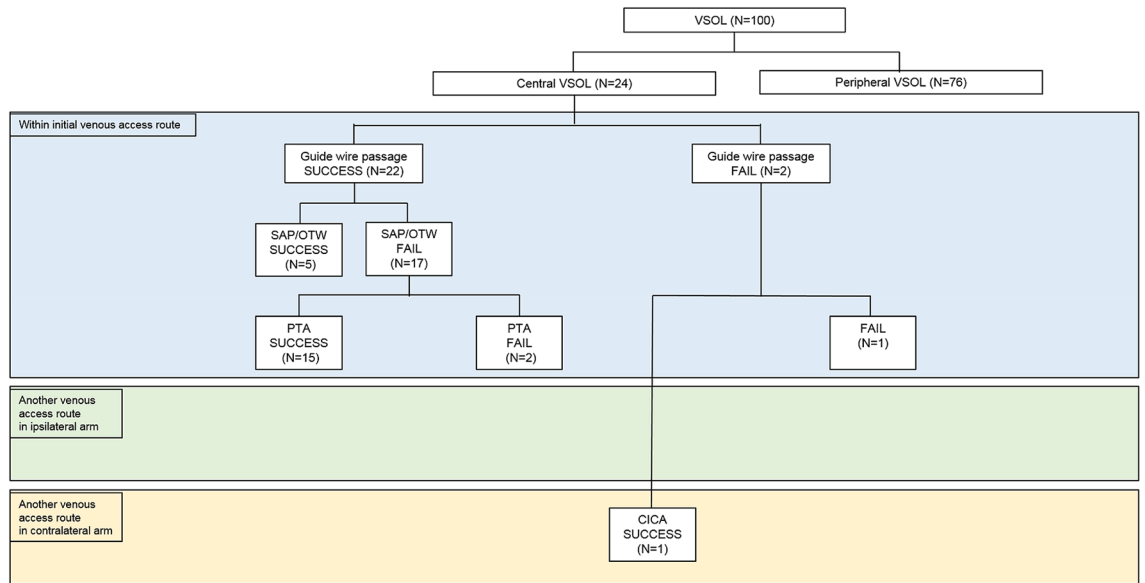 VSOL (N=100)
Central VSOL (N=24)
Peripheral VSOL (N=76)
Within initial venous access route
Guide wire passage
SUCCESS (N=22)
Guide wire passage
FAIL (N=2)
SAP/OTW
SUCCESS
(N=5)
SAP/OTW
FAIL
(N=17)
PTA
SUCCESS
(N=15)
PTA
FAIL
(N=2)
FAIL
(N=1)
Another venous
access route
in ipsilateral arm
Another venous
access route
in contralateral arm
CICA
SUCCESS
(N=1)